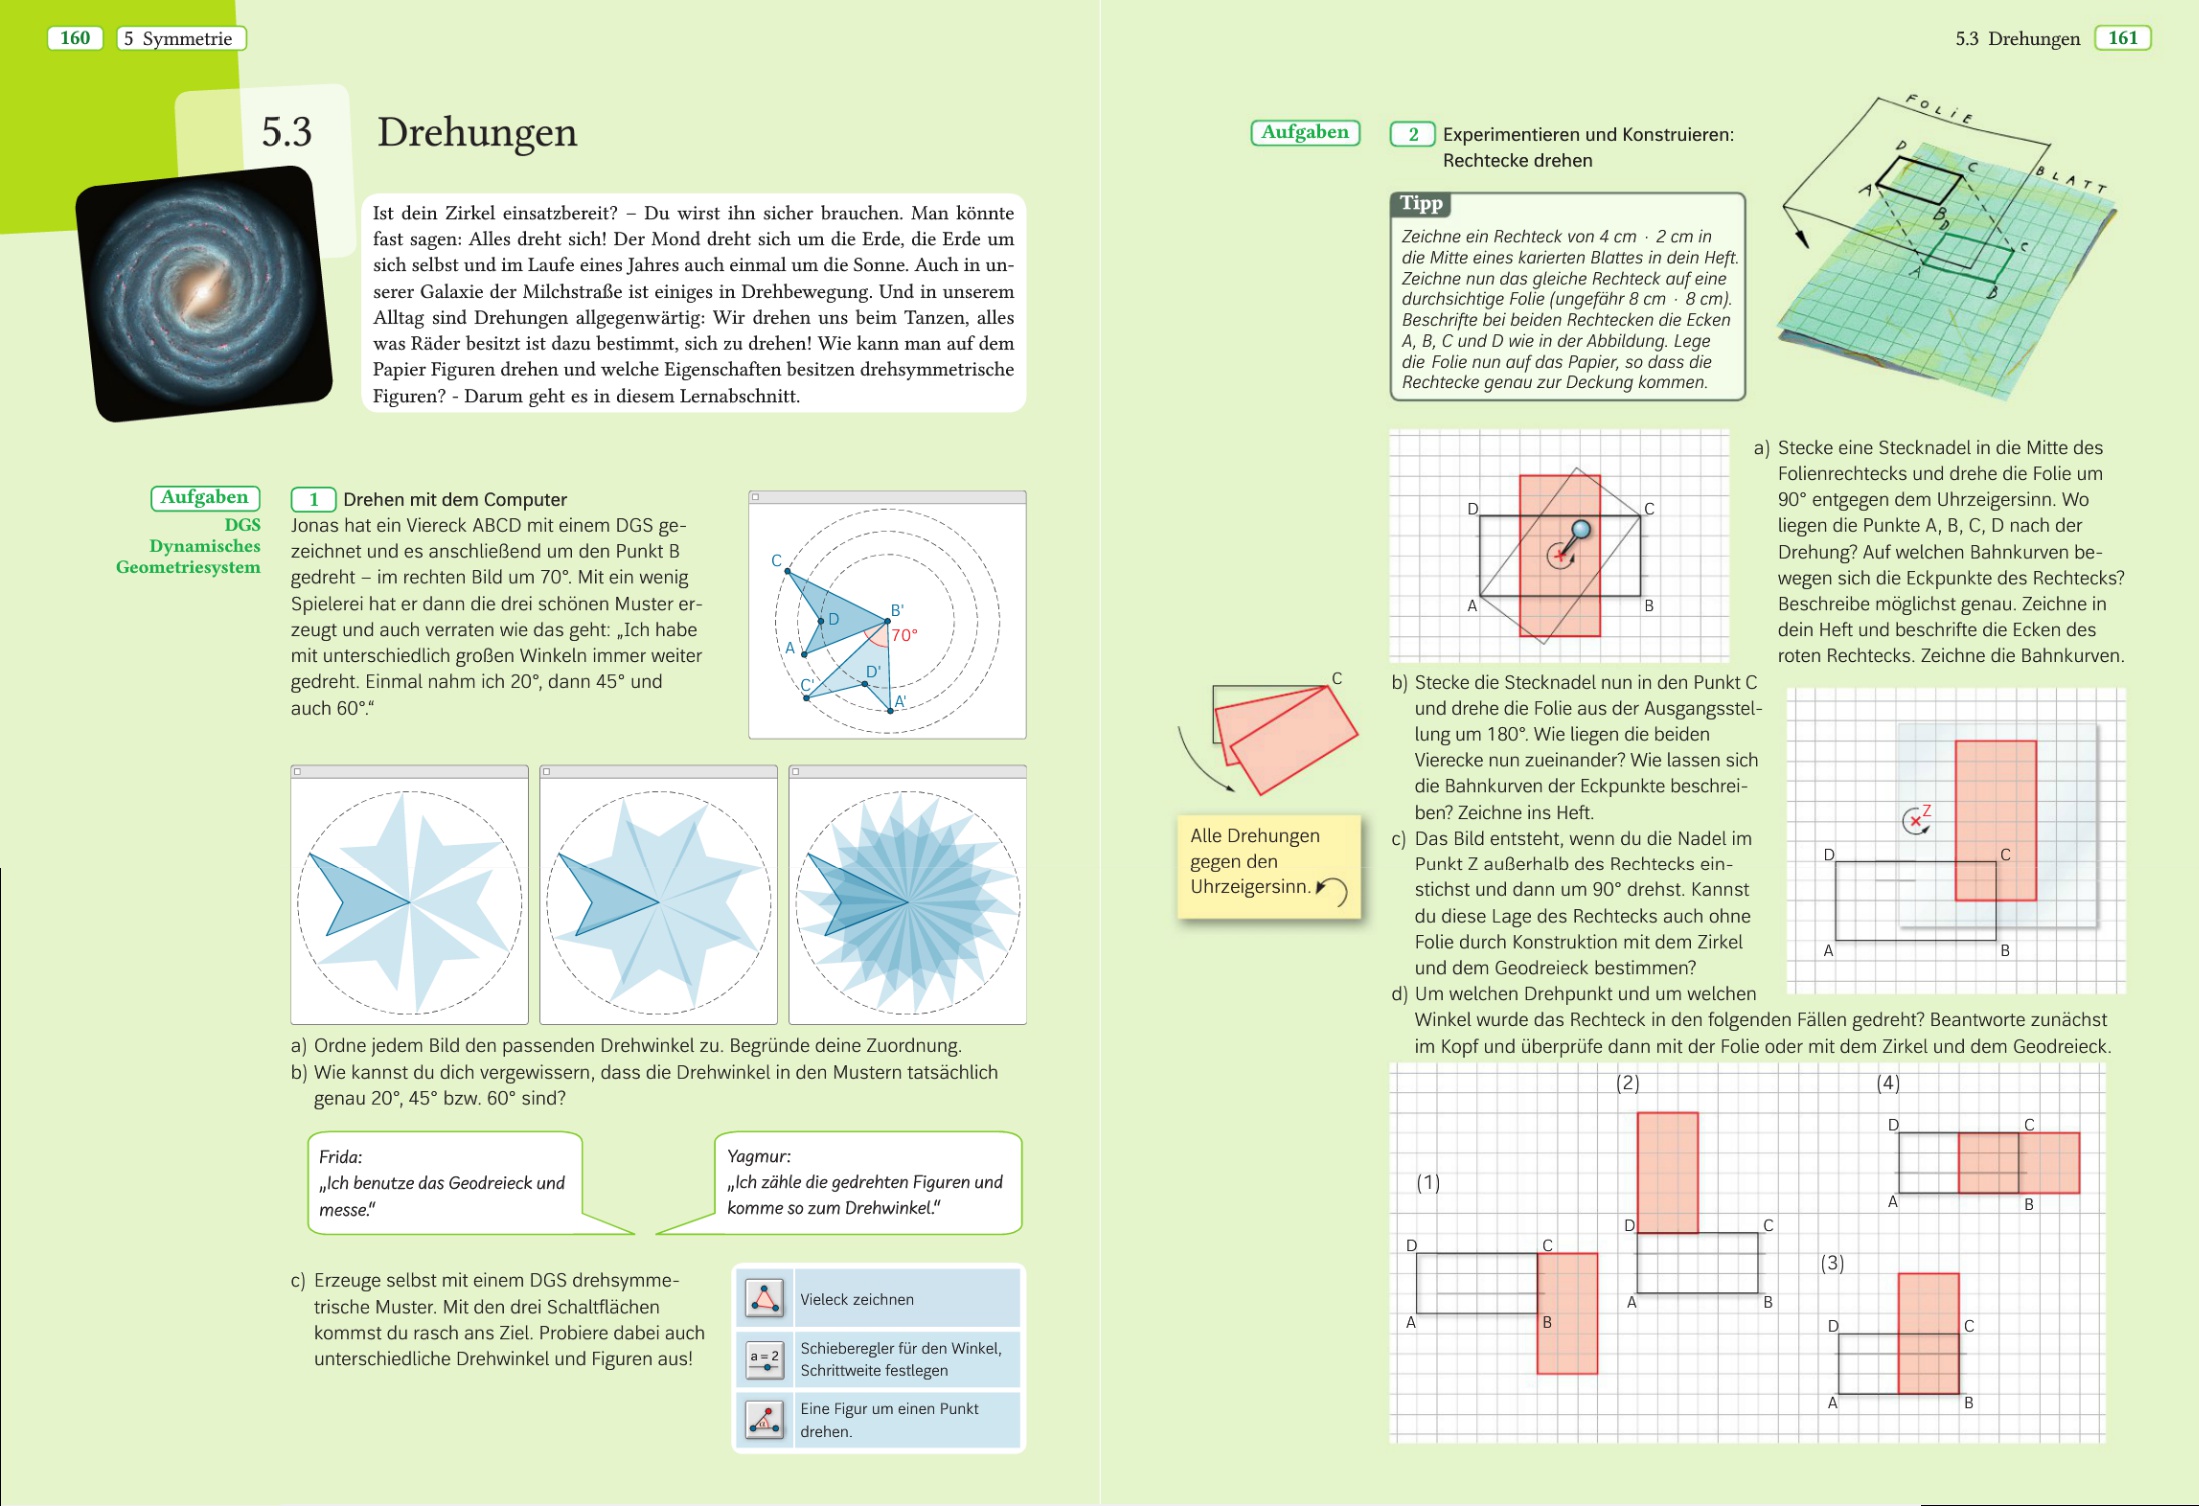 160
5 Symmetrie
5.3 Drehungen
Ist dein Zirkel einsatzbereit? – Du wirst ihn sicher brauchen. Man könnte
fast sagen: Alles dreht sich! Der Mond dreht sich um die Erde, die Erde um
sich selbst und im Laufe eines Jahres auch einmal um die Sonne. Auch in un-
serer Galaxie der Milchstraße ist einiges in Drehbewegung. Und in unserem
Alltag sind Drehungen allgegenwärtig: Wir drehen uns beim Tanzen, alles
was Räder besitzt ist dazu bestimmt, sich zu drehen! Wie kann man auf dem
Papier Figuren drehen und welche Eigenschaften besitzen drehsymmetrische
Figuren? - Darum geht es in diesem Lernabschnitt.
Aufgaben
DGS
Dynamisches
Geometriesystem
1 Drehen mit dem Computer
Jonas hat ein Viereck ABCD mit einem DGS ge-
zeichnet und es anschließend um den Punkt B
gedreht – im rechten Bild um 70°. Mit ein wenig
Spielerei hat er dann die drei schönen Muster er-
zeugt und auch verraten wie das geht: „Ich habe
mit unterschiedlich großen Winkeln immer weiter
gedreht. Einmal nahm ich 20°, dann 45° und
auch 60°.“
C
B'
D
70°
A
D'
C'
A'
a) Ordne jedem Bild den passenden Drehwinkel zu. Begründe deine Zuordnung.
b) Wie kannst du dich vergewissern, dass die Drehwinkel in den Mustern tatsächlich
genau 20°, 45° bzw. 60° sind?
Frida:
„Ich benutze das Geodreieck und
messe.“
Yagmur:
„Ich zähle die gedrehten Figuren und
komme so zum Drehwinkel.“
c) Erzeuge selbst mit einem DGS drehsymme-
trische Muster. Mit den drei Schaltflächen
kommst du rasch ans Ziel. Probiere dabei auch
unterschiedliche Drehwinkel und Figuren aus!
Vieleck zeichnen
a = 2
Schieberegler für den Winkel,
Schrittweite festlegen
α
Eine Figur um einen Punkt
drehen.
5.3 Drehungen
161
Aufgaben
2 Experimentieren und Konstruieren:
Rechtecke drehen
Tipp
Zeichne ein Rechteck von 4 cm · 2 cm in
die Mitte eines karierten Blattes in dein Heft.
Zeichne nun das gleiche Rechteck auf eine
durchsichtige Folie (ungefähr 8 cm · 8 cm).
Beschrifte bei beiden Rechtecken die Ecken
A, B, C und D wie in der Abbildung. Lege
die Folie nun auf das Papier, so dass die
Rechtecke genau zur Deckung kommen.
FOLIE
BLATT
D
C
A
B
D
C
A
B
D
C
A
B
a) Stecke eine Stecknadel in die Mitte des
Folienrechtecks und drehe die Folie um
90° entgegen dem Uhrzeigersinn. Wo
liegen die Punkte A, B, C, D nach der
Drehung? Auf welchen Bahnkurven be-
wegen sich die Eckpunkte des Rechtecks?
Beschreibe möglichst genau. Zeichne in
dein Heft und beschrifte die Ecken des
roten Rechtecks. Zeichne die Bahnkurven.
C
Alle Drehungen
gegen den
Uhrzeigersinn.
b) Stecke die Stecknadel nun in den Punkt C
und drehe die Folie aus der Ausgangsstel-
lung um 180°. Wie liegen die beiden
Vierecke nun zueinander? Wie lassen sich
die Bahnkurven der Eckpunkte beschrei-
ben? Zeichne ins Heft.
c) Das Bild entsteht, wenn du die Nadel im
Punkt Z außerhalb des Rechtecks ein-
stichst und dann um 90° drehst. Kannst
du diese Lage des Rechtecks auch ohne
Folie durch Konstruktion mit dem Zirkel
und dem Geodreieck bestimmen?
Z
D
C
A
B
d) Um welchen Drehpunkt und um welchen
Winkel wurde das Rechteck in den folgenden Fällen gedreht? Beantworte zunächst
im Kopf und überprüfe dann mit der Folie oder mit dem Zirkel und dem Geodreieck.
(1)
D
C
A
B
(2)
D
C
A
B
(4)
D
C
A
B
(3)
D
C
A
B